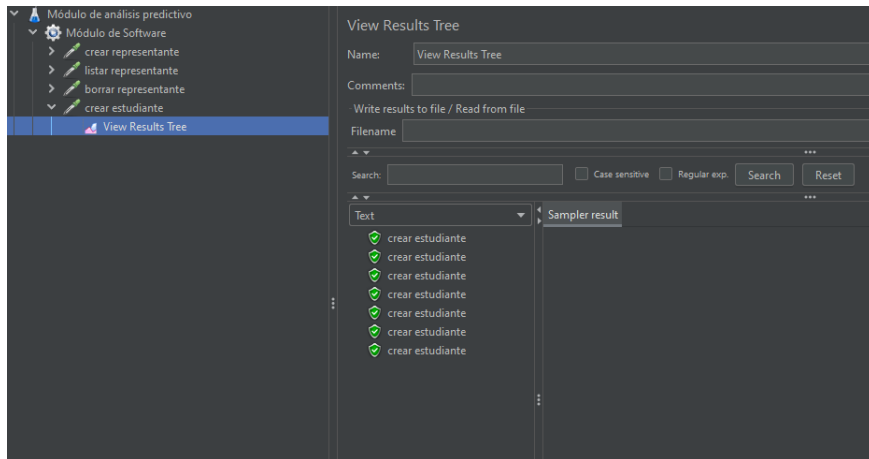 Módulo de análisis predictivo
Módulo de Software
crear representante
listar representante
borrar representante
crear estudiante
View Results Tree
View Results Tree
Name: View Results Tree
Comments:
Write results to file / Read from file
Filename
Search: Case sensitive Regular exp. Search Reset
Text
Sampler result
crear estudiante
crear estudiante
crear estudiante
crear estudiante
crear estudiante
crear estudiante
crear estudiante